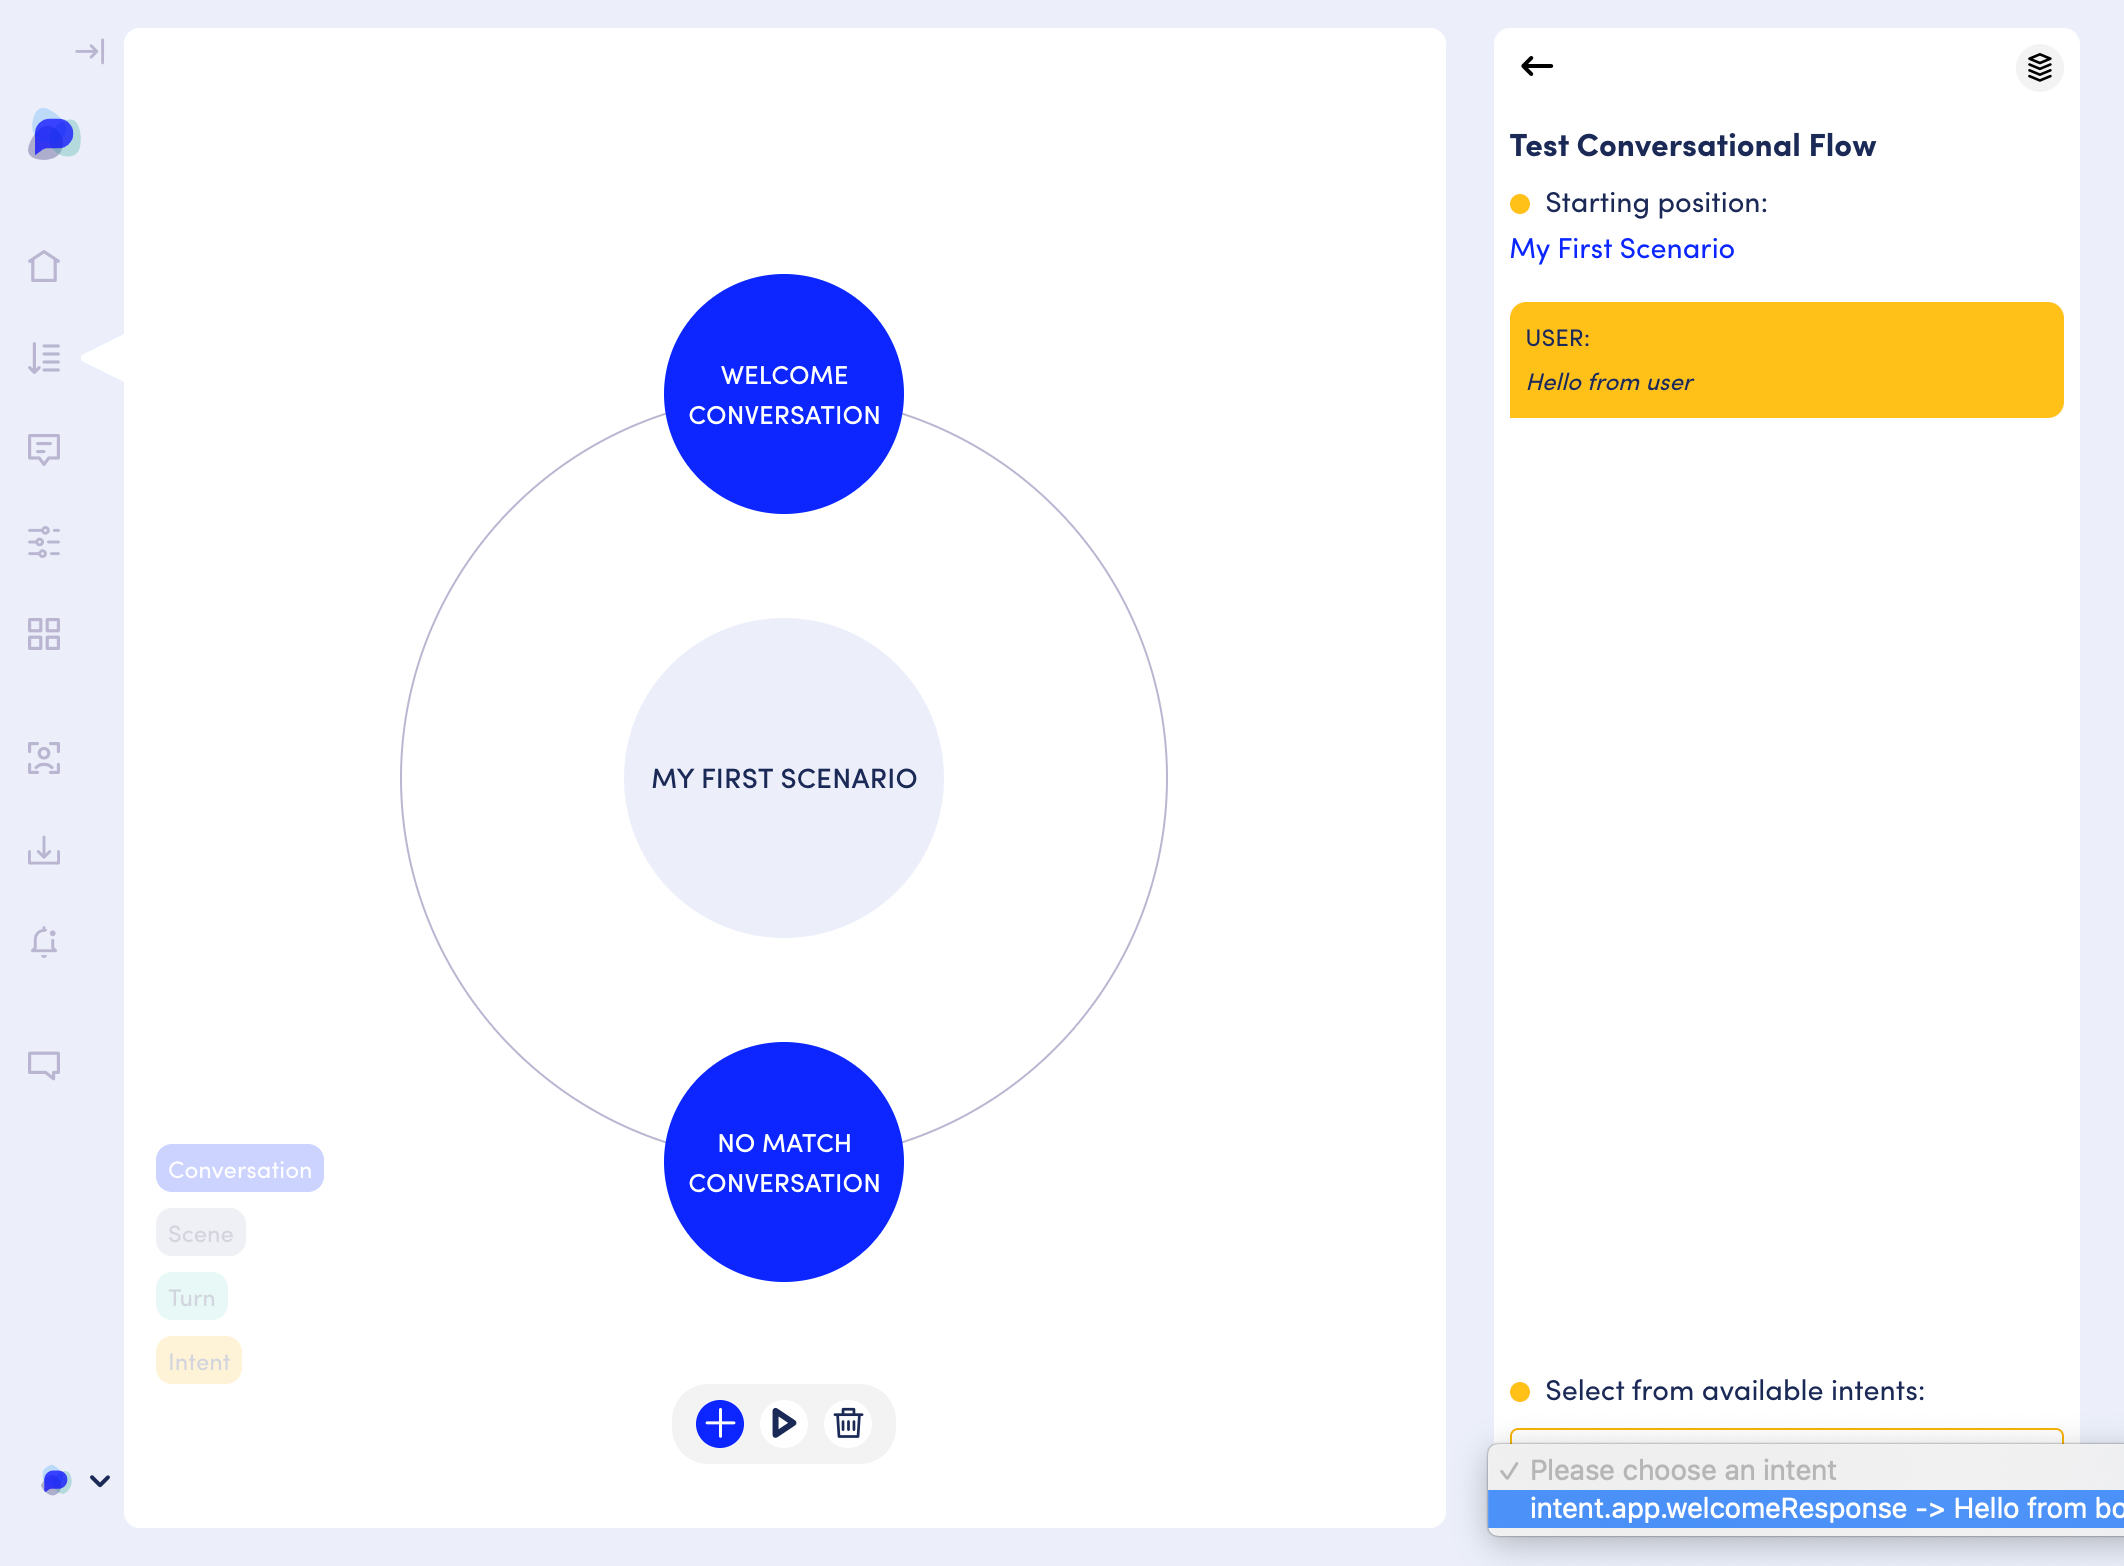 WELCOME
CONVERSATION
MY FIRST SCENARIO
NO MATCH
CONVERSATION
Conversation
Scene
Turn
Intent
Test Conversational Flow
Starting position:
My First Scenario
USER:
Hello from user
Select from available intents:
✓ Please choose an intent
intent.app.welcomeResponse -> Hello from bo